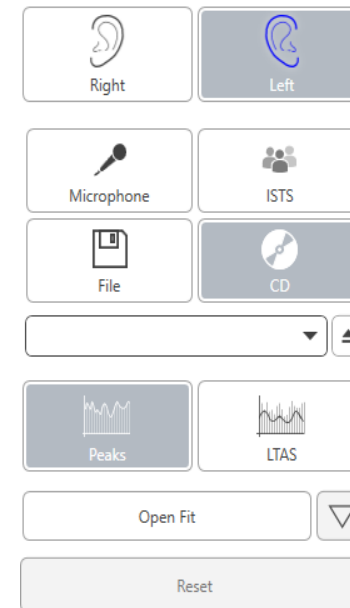 Right Left
Microphone ISTS
File CD
Peaks LTAS
Open Fit
Reset